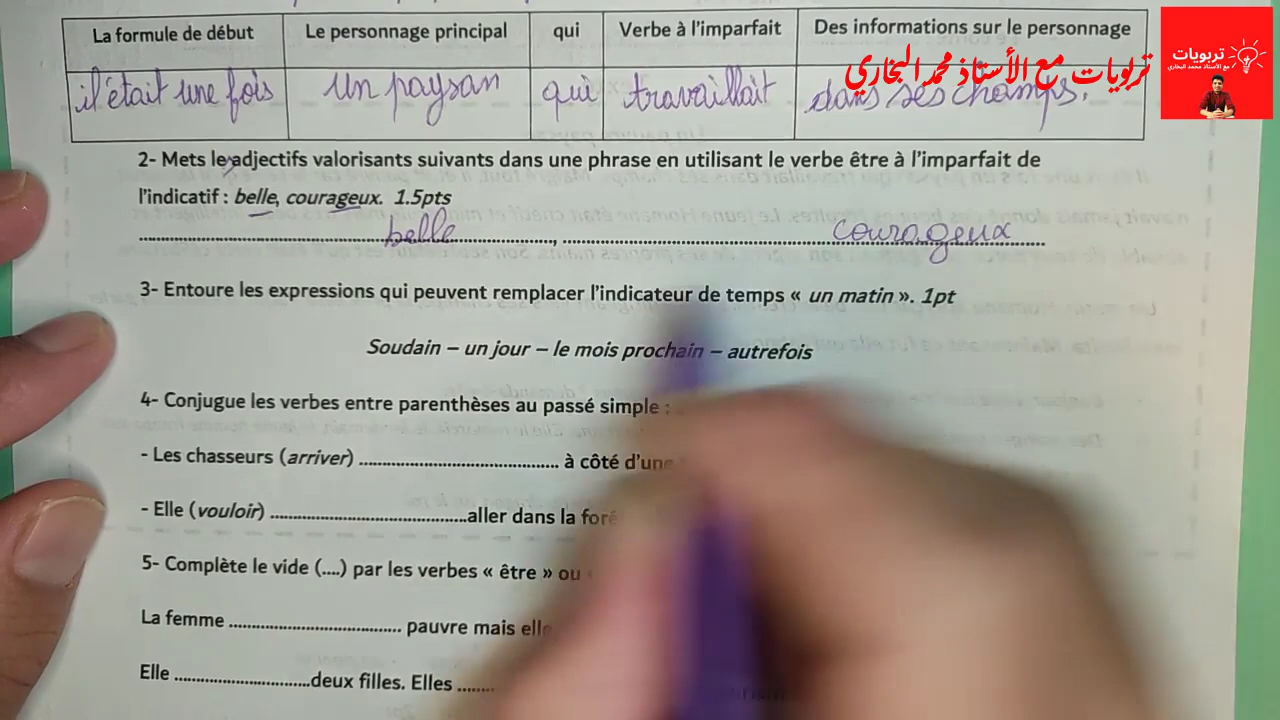 La formule de début Le personnage principal qui Verbe à l'imparfait Des informations sur le personnage
تربويات
مع الأستاذ محمد البخاري
تربويات مع الأستاذ محمد البخاري
il était une fois un paysan qui travaillait dans ses champs.
2- Mets le adjectifs valorisants suivants dans une phrase en utilisant le verbe être à l'imparfait de
l'indicatif : belle, courageux. 1.5pts
belle courageux
3- Entoure les expressions qui peuvent remplacer l'indicateur de temps « un matin ». 1pt
Soudain – un jour – le mois prochain – autrefois
4- Conjugue les verbes entre parenthèses au passé simple :
- Les chasseurs (arriver) ........................ à côté d'une
- Elle (vouloir) ........................aller dans la
5- Complète le vide (....) par les verbes « être » ou
La femme ........................ pauvre mais elle
Elle ........................deux filles. Elles ........